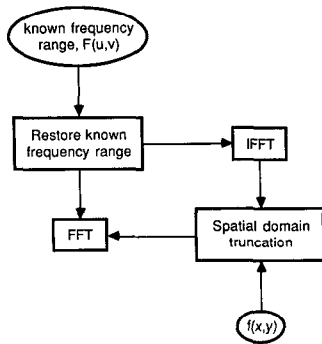 known frequency
range, F(u,v)
Restore known
frequency range
IFFT
FFT
Spatial domain
truncation
f(x,y)